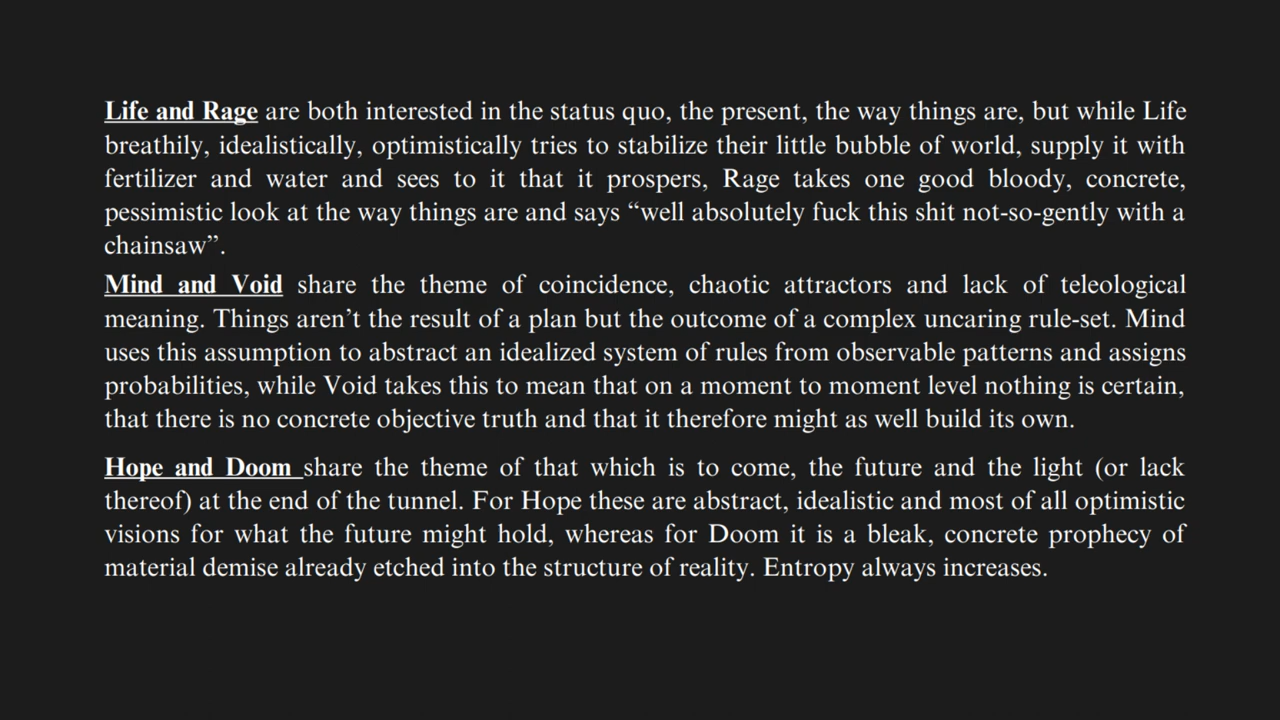 Life and Rage are both interested in the status quo, the present, the way things are, but while Life
breathily, idealistically, optimistically tries to stabilize their little bubble of world, supply it with
fertilizer and water and sees to it that it prospers, Rage takes one good bloody, concrete,
pessimistic look at the way things are and says “well absolutely fuck this shit not-so-gently with a
chainsaw”.
Mind and Void share the theme of coincidence, chaotic attractors and lack of teleological
meaning. Things aren’t the result of a plan but the outcome of a complex uncaring rule-set. Mind
uses this assumption to abstract an idealized system of rules from observable patterns and assigns
probabilities, while Void takes this to mean that on a moment to moment level nothing is certain,
that there is no concrete objective truth and that it therefore might as well build its own.
Hope and Doom share the theme of that which is to come, the future and the light (or lack
thereof) at the end of the tunnel. For Hope these are abstract, idealistic and most of all optimistic
visions for what the future might hold, whereas for Doom it is a bleak, concrete prophecy of
material demise already etched into the structure of reality. Entropy always increases.